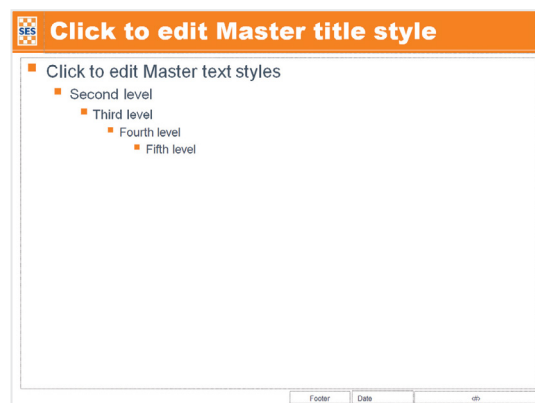 SES
Click to edit Master title style
Click to edit Master text styles
Second level
Third level
Fourth level
Fifth level
Footer
Date
‹#›